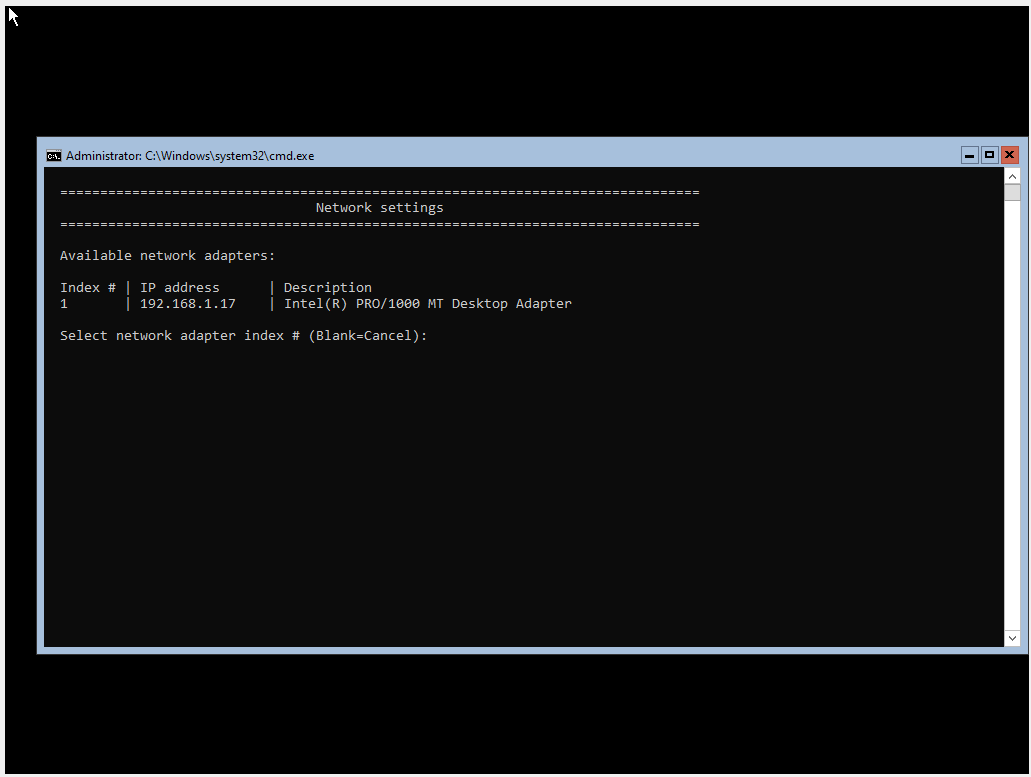 Administrator: C:\Windows\system32\cmd.exe
================================================================================
Network settings
================================================================================
Available network adapters:
Index # | IP address      | Description
1       | 192.168.1.17    | Intel(R) PRO/1000 MT Desktop Adapter
Select network adapter index # (Blank=Cancel):